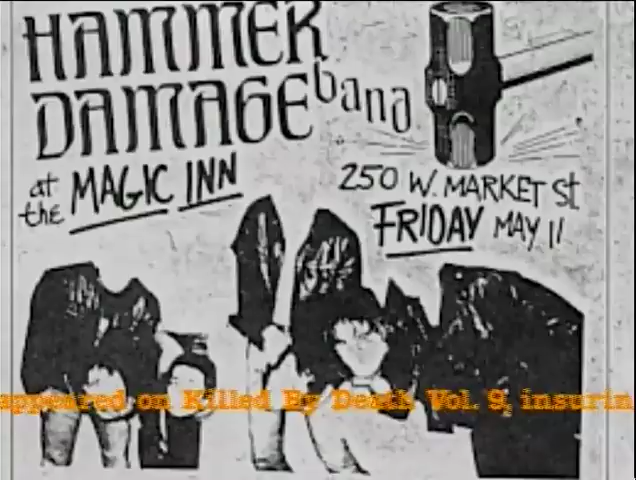 HAMMER
DAMAGE band
at the MAGIC INN
250 W. MARKET St
FRIDAY MAY 11
appeared on Killed By Death Vol. 9, insurin